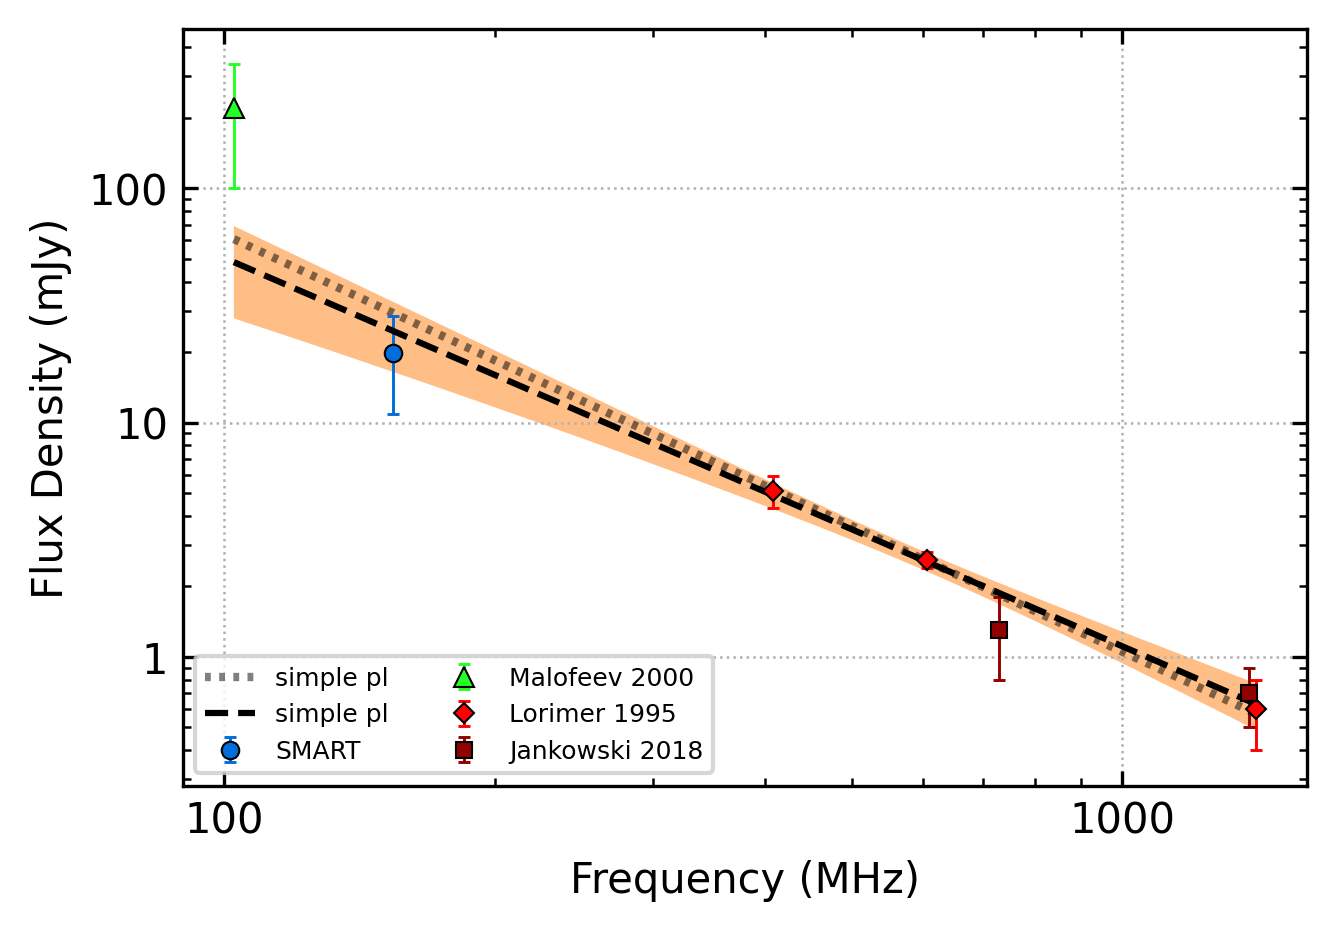 Flux Density (mJy)
100
10
1
simple pl
simple pl
SMART
Malofeev 2000
Lorimer 1995
Jankowski 2018
100
1000
Frequency (MHz)